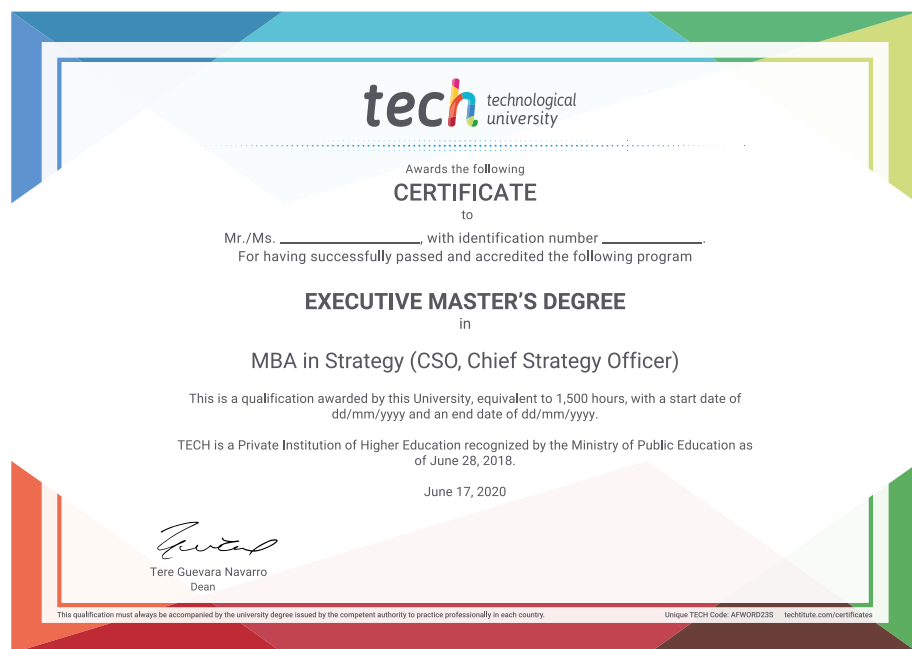 tech technological
university
Awards the following
CERTIFICATE
to
Mr./Ms. ____________, with identification number ____________.
For having successfully passed and accredited the following program
EXECUTIVE MASTER'S DEGREE
in
MBA in Strategy (CSO, Chief Strategy Officer)
This is a qualification awarded by this University, equivalent to 1,500 hours, with a start date of
dd/mm/yyyy and an end date of dd/mm/yyyy.
TECH is a Private Institution of Higher Education recognized by the Ministry of Public Education as
of June 28, 2018.
June 17, 2020
Tere Guevara Navarro
Dean
This qualification must always be accompanied by the university degree issued by the competent authority to practice professionally in each country.
Unique TECH Code: AFWORD23S techtitute.com/certificates